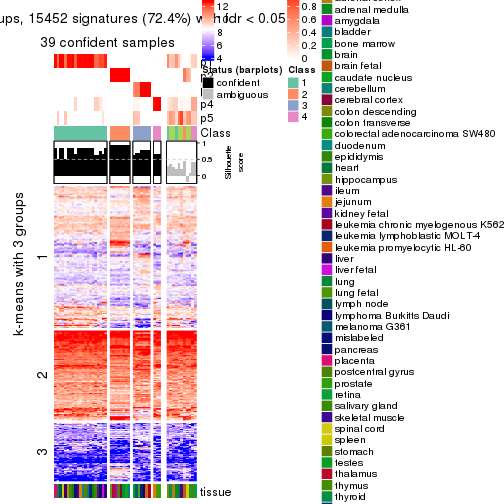 ups, 15452 signatures (72.4%) with fdr < 0.05
39 confident samples
p4
p5
Class
1
0.5
0
Silhouette
score
k-means with 3 groups
1
2
3
tissue
12
10
6
4
0.8
0.6
0.4
0.2
0
Status (barplots)
confident
ambiguous
Class
1
2
3
4
adrenal medulla
amygdala
bladder
bone marrow
brain
brain fetal
caudate nucleus
cerebellum
cerebral cortex
colon descending
colon transverse
colorectal adenocarcinoma SW480
duodenum
epididymis
heart
hippocampus
ileum
jejunum
kidney fetal
leukemia chronic myelogenous K562
leukemia lymphoblastic MOLT-4
leukemia promyelocytic HL-60
liver
liver fetal
lung
lung fetal
lymph node
lymphoma Burkitts Daudi
melanoma G361
mislabeled
pancreas
placenta
postcentral gyrus
prostate
retina
salivary gland
skeletal muscle
spinal cord
spleen
stomach
testes
thalamus
thymus
thyroid